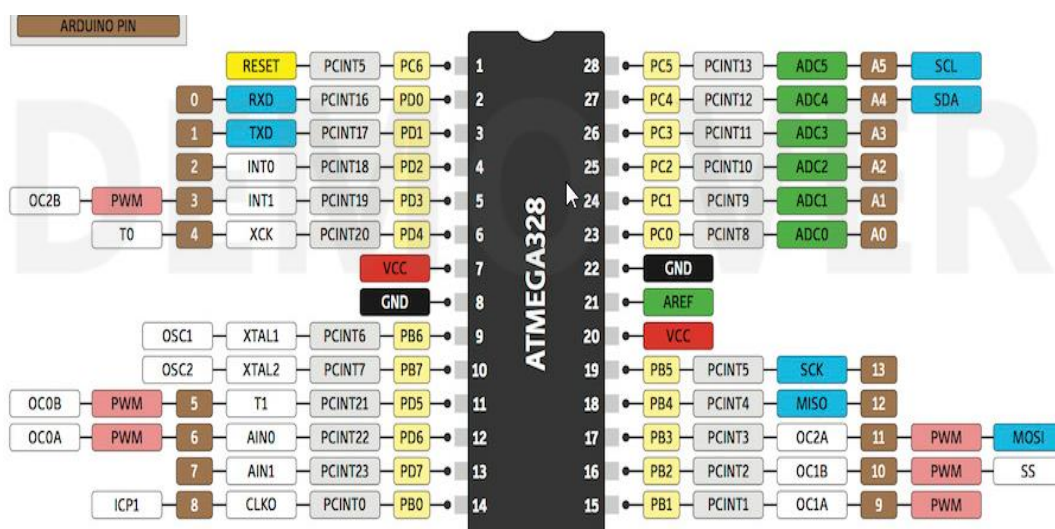 ARDUINO PIN
RESET PCINT5 PC6 1 28 PC5 PCINT13 ADC5 A5 SCL
0 RXD PCINT16 PD0 2 27 PC4 PCINT12 ADC4 A4 SDA
1 TXD PCINT17 PD1 3 26 PC3 PCINT11 ADC3 A3
2 INT0 PCINT18 PD2 4 25 PC2 PCINT10 ADC2 A2
OC2B PWM 3 INT1 PCINT19 PD3 5 24 PC1 PCINT9 ADC1 A1
T0 4 XCK PCINT20 PD4 6 23 PC0 PCINT8 ADC0 A0
VCC 7 22 GND
GND 8 21 AREF
OSC1 XTAL1 PCINT6 PB6 9 20 VCC
OSC2 XTAL2 PCINT7 PB7 10 19 PB5 PCINT5 SCK 13
OC0B PWM 5 T1 PCINT21 PD5 11 18 PB4 PCINT4 MISO 12
OC0A PWM 6 AIN0 PCINT22 PD6 12 17 PB3 PCINT3 OC2A 11 PWM MOSI
7 AIN1 PCINT23 PD7 13 16 PB2 PCINT2 OC1B 10 PWM SS
ICP1 8 CLKO PCINT0 PB0 14 15 PB1 PCINT1 OC1A 9 PWM
ATMEGA328